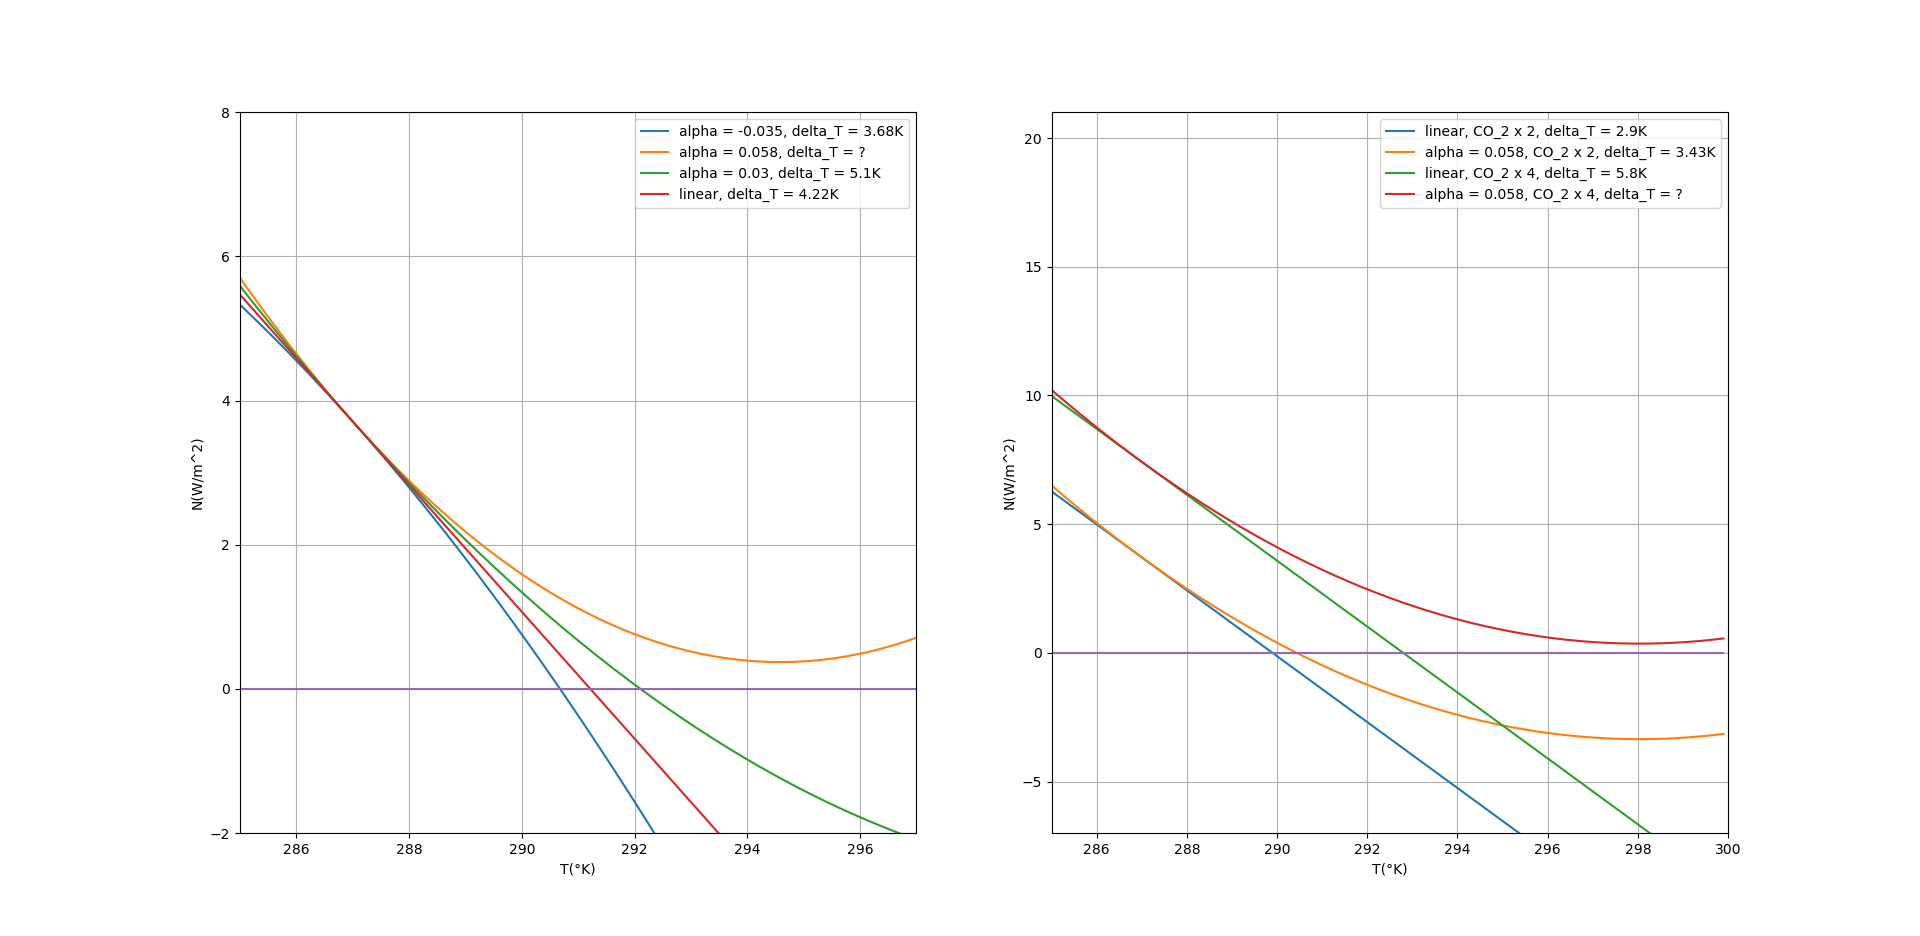 8
6
4
2
0
−2
N(W/m^2)
286 288 290 292 294 296
T(°K)
alpha = -0.035, delta_T = 3.68K
alpha = 0.058, delta_T = ?
alpha = 0.03, delta_T = 5.1K
linear, delta_T = 4.22K
20
15
10
5
0
−5
N(W/m^2)
286 288 290 292 294 296 298 300
T(°K)
linear, CO_2 x 2, delta_T = 2.9K
alpha = 0.058, CO_2 x 2, delta_T = 3.43K
linear, CO_2 x 4, delta_T = 5.8K
alpha = 0.058, CO_2 x 4, delta_T = ?